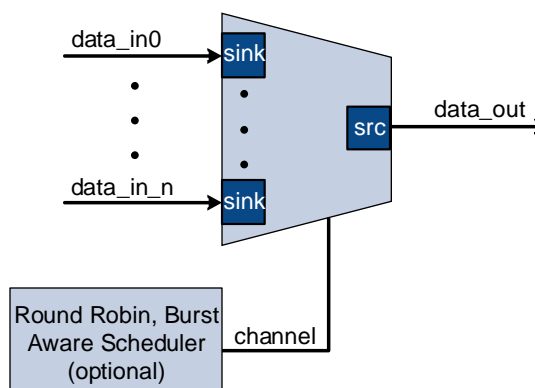 data_in0
sink
src
data_out
data_in_n
sink
Round Robin, Burst
Aware Scheduler
(optional)
channel